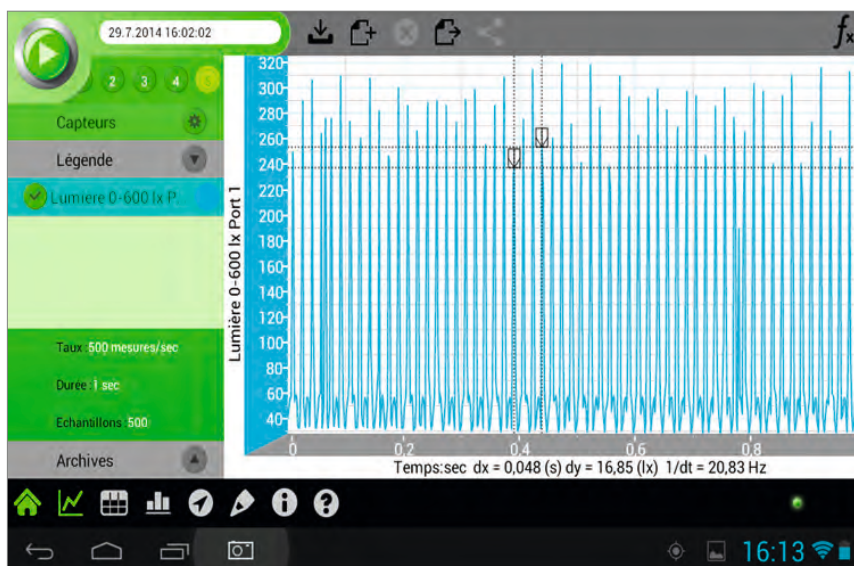 29.7.2014 16:02:02
2 3 4
Capteurs
Légende
Lumière 0-600 lx P.
Taux : 500 mesures/sec
Durée : 1 sec
Echantillons : 500
Archives
Lumière 0-600 lx Port 1
320
300
280
260
240
220
200
180
160
140
120
100
80
60
40
0 0,2 0,4 0,6 0,8
Temps:sec dx = 0,048 (s) dy = 16,85 (lx) 1/dt = 20,83 Hz
fx
16:13